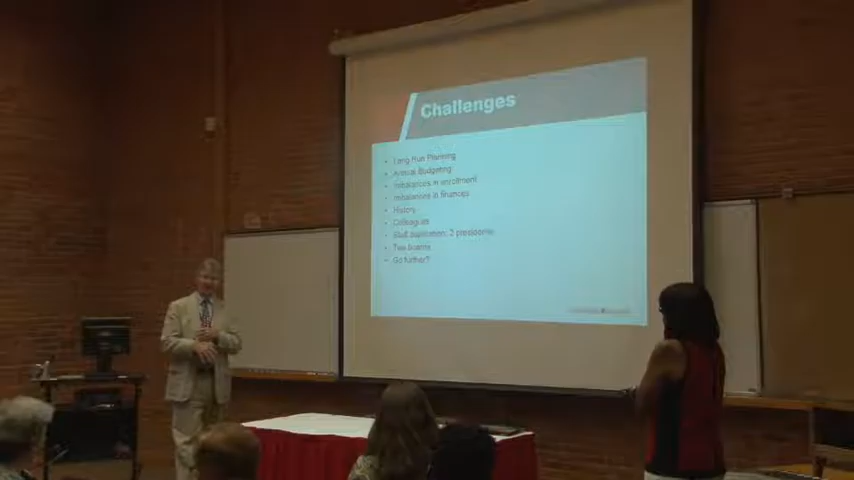 Challenges
• Long Run Planning
• Annual Budgeting
• Imbalances in enrollment
• Imbalances in finances
• History
• Colleagues
• Staff duplication: 2 presidents
• Two boards
• Go further?